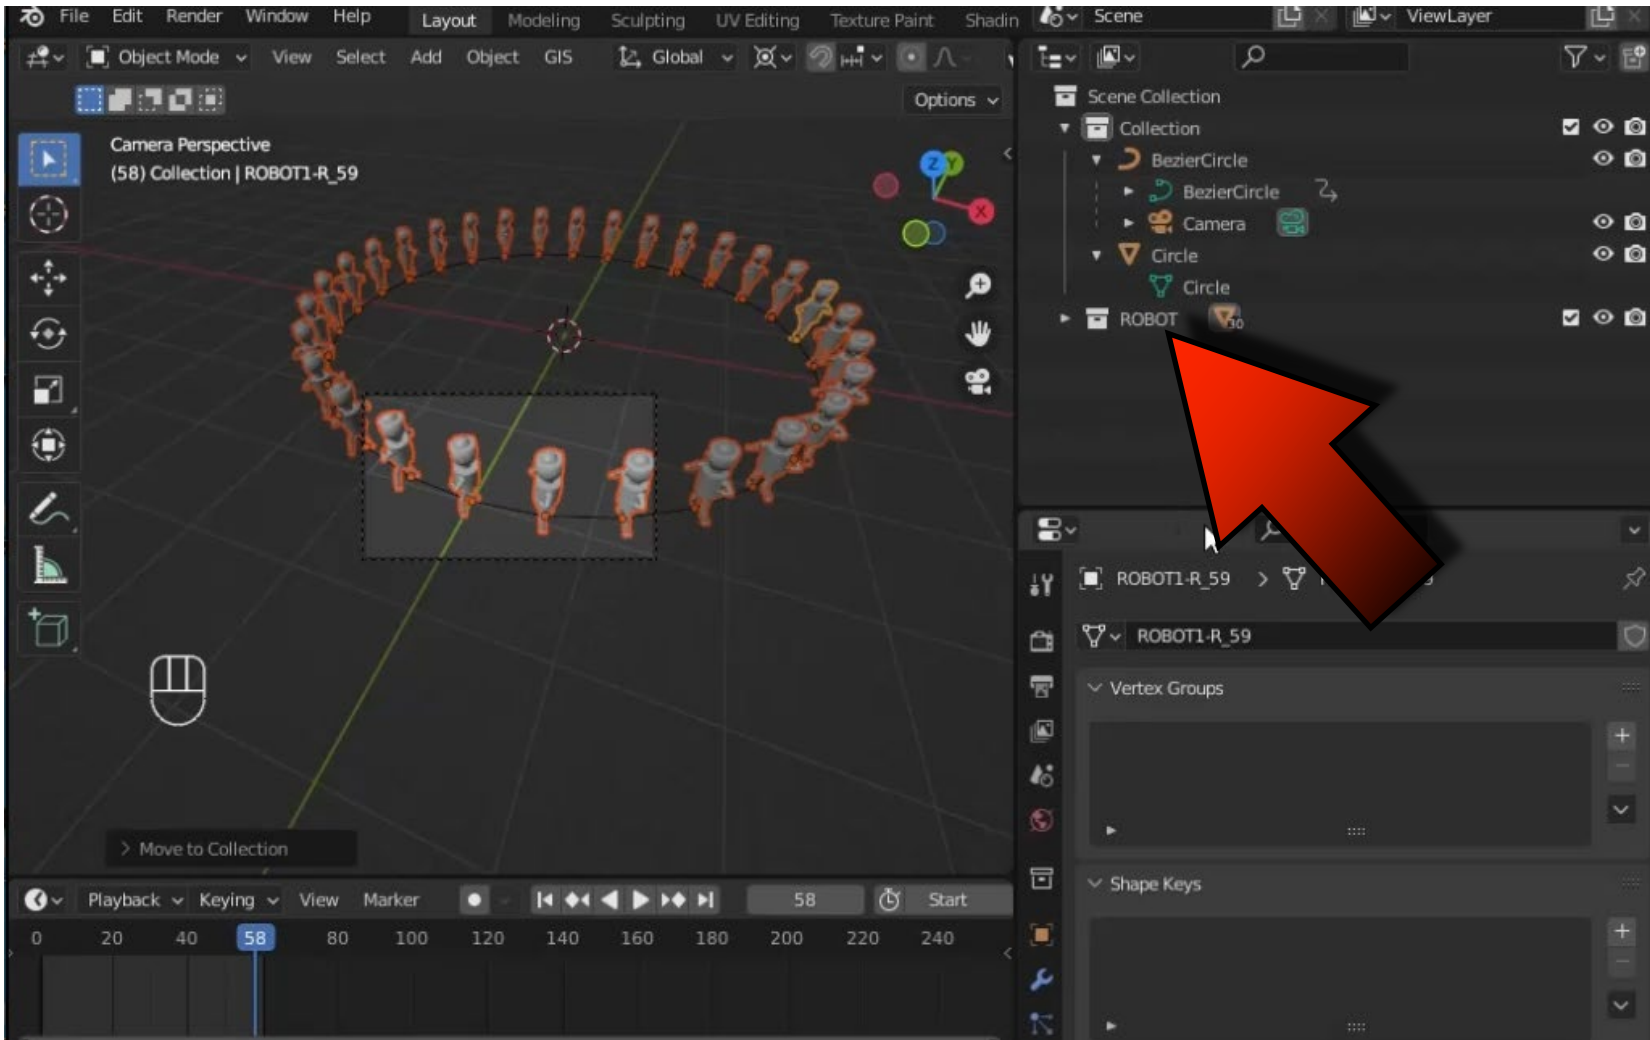 File Edit Render Window Help Layout Modeling Sculpting UV Editing Texture Paint Shadin Scene ViewLayer
Object Mode View Select Add Object GIS Global
Options
Scene Collection
Collection
Camera Perspective
(58) Collection | ROBOT1-R_59
Z Y
X
BezierCircle
BezierCircle
Camera
Circle
Circle
ROBOT 30
ROBOT1-R_59
ROBOT1-R_59
Vertex Groups
Move to Collection
Shape Keys
Playback Keying View Marker 58 Start
0 20 40 58 80 100 120 140 160 180 200 220 240